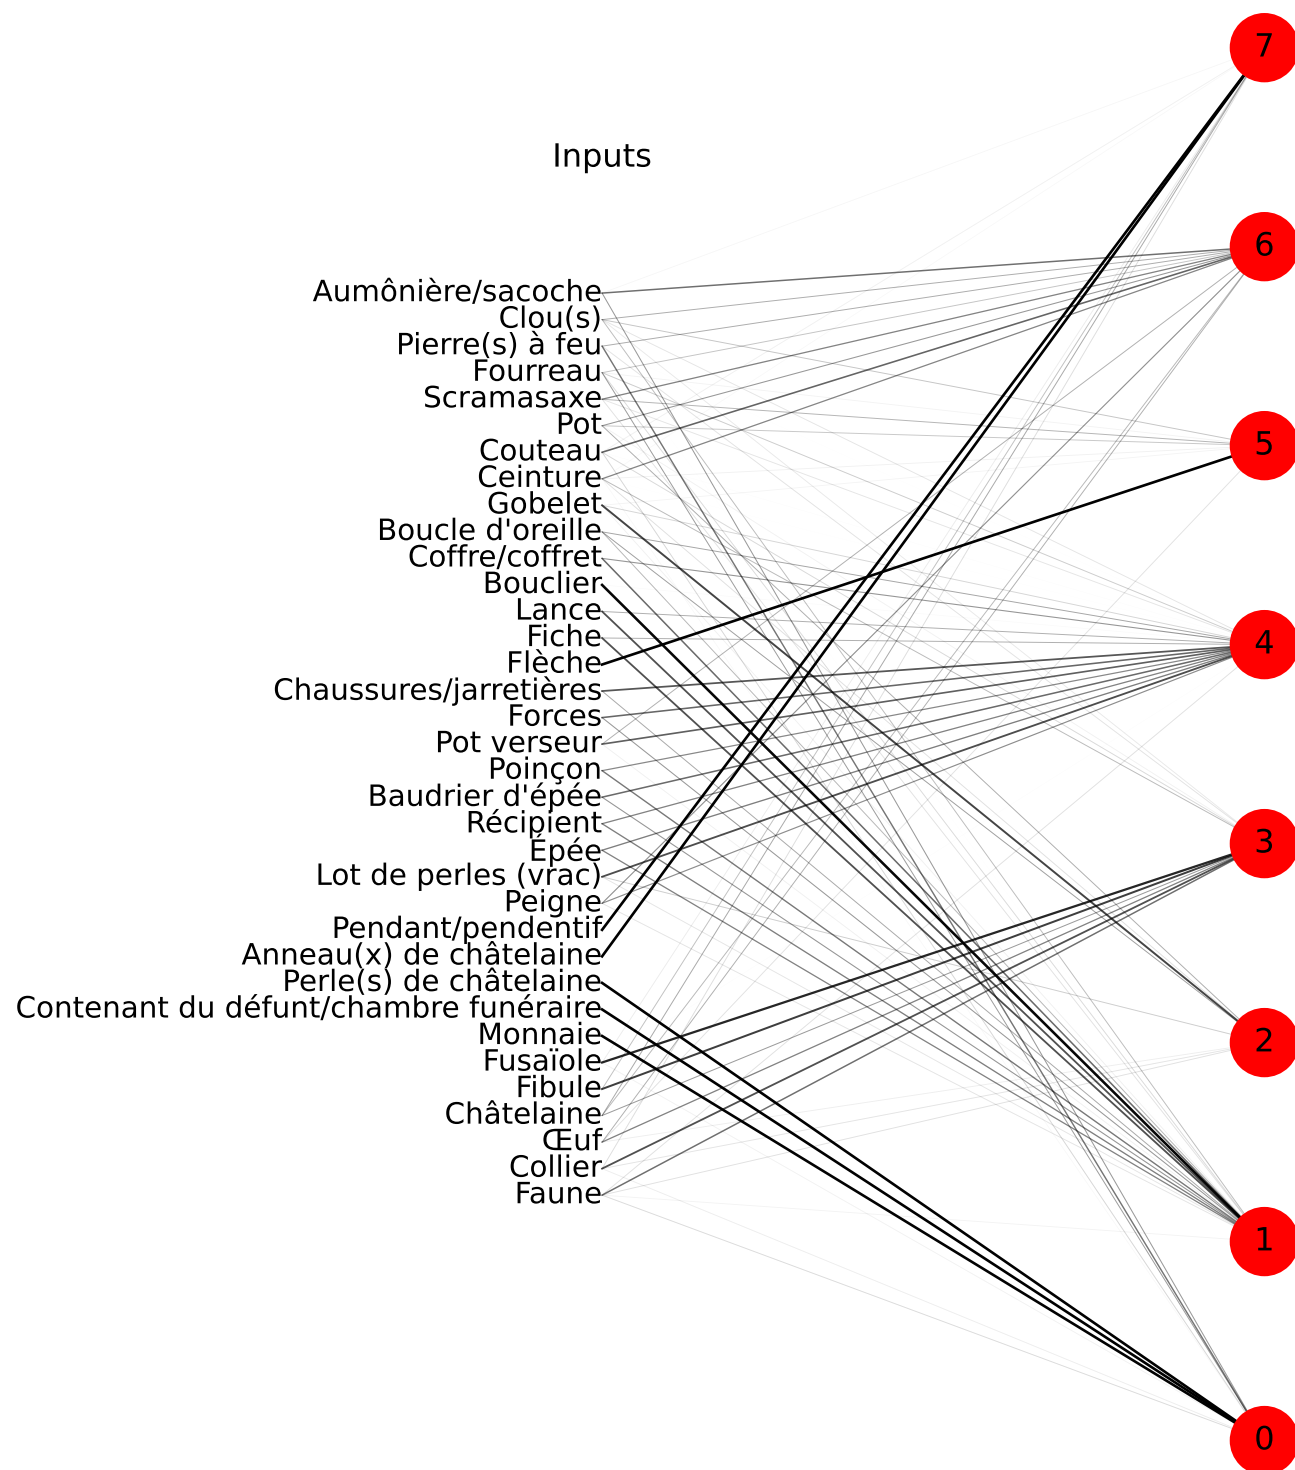 7
Inputs
6
Aumônière/sacoche
Clou(s)
Pierre(s) à feu
Fourreau
Scramasaxe
Pot
5
Couteau
Ceinture
Gobelet
Boucle d'oreille
Coffre/coffret
Bouclier
Lance
Fiche
4
Flèche
Chaussures/jarretières
Forces
Pot verseur
Poinçon
Baudrier d'épée
Récipient
3
Épée
Lot de perles (vrac)
Peigne
Pendant/pendentif
Anneau(x) de châtelaine
Perle(s) de châtelaine
Contenant du défunt/chambre funéraire
Monnaie
2
Fusaïole
Fibule
Châtelaine
Œuf
Collier
Faune
1
0